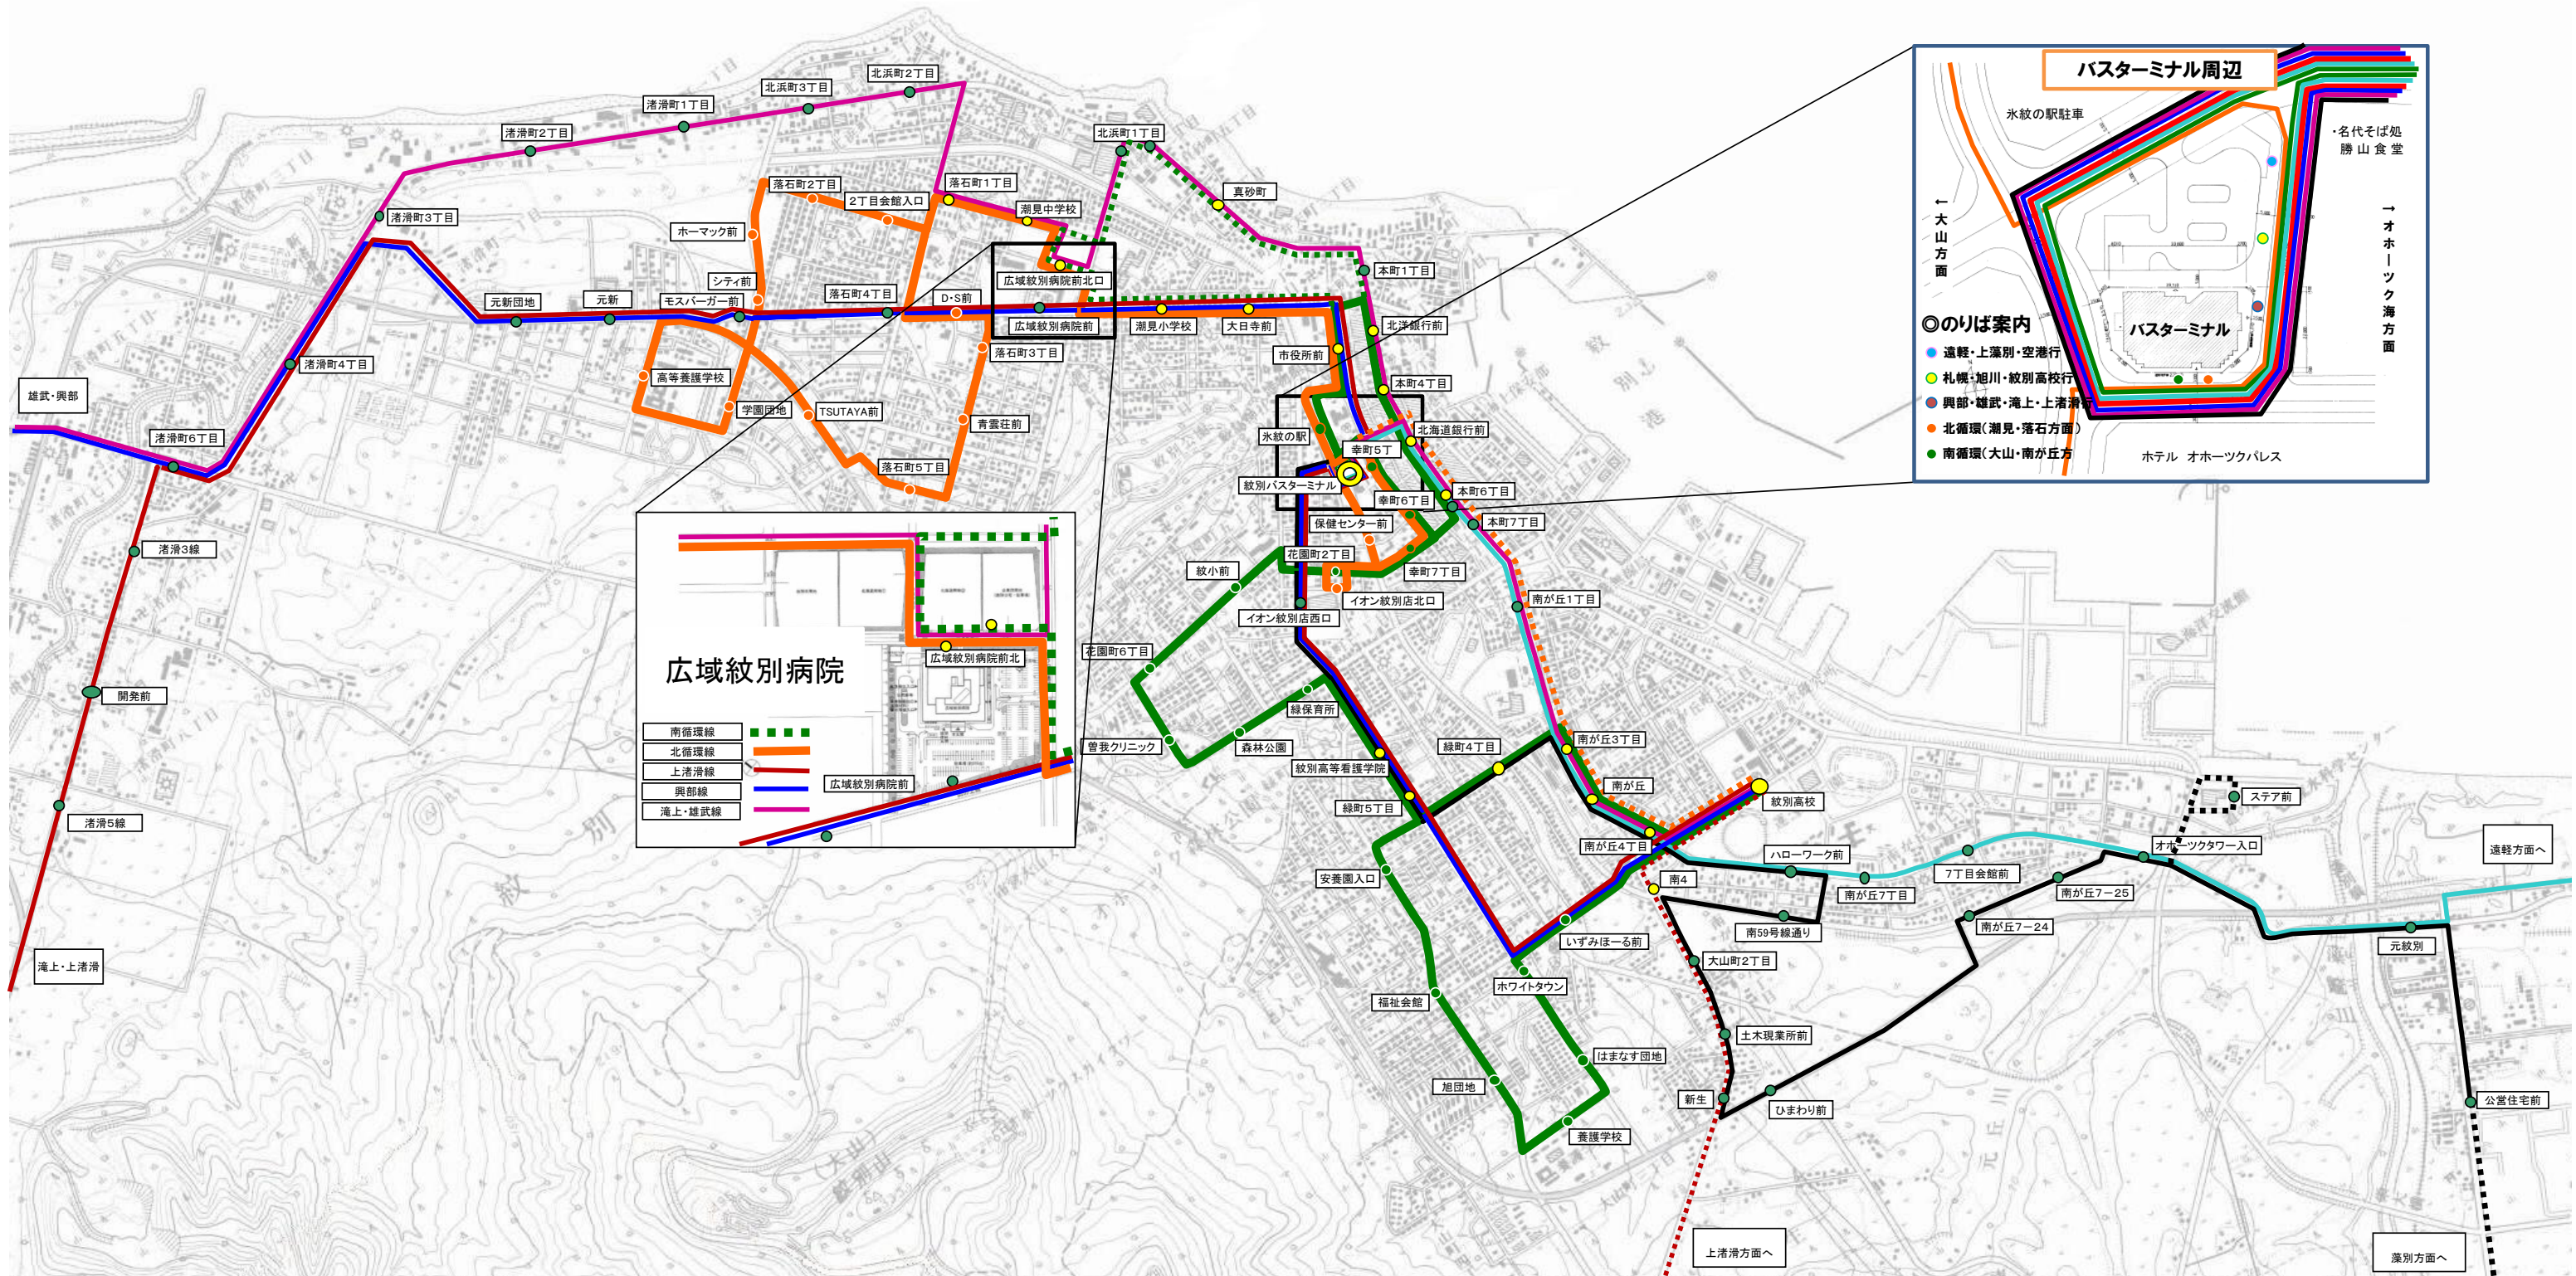 北浜町2丁目
北浜町3丁目
渚滑町1丁目
渚滑町2丁目
北浜町1丁目
落石町2丁目
2丁目会館入口
落石町1丁目
真砂町
潮見中学校
渚滑町3丁目
ホーマック前
シティ前
広域紋別病院前北口
本町1丁目
元新団地
元新
モスバーガー前
落石町4丁目
D・S前
広域紋別病院前
潮見小学校
大日寺前
北洋銀行前
市役所前
落石町3丁目
渚滑町4丁目
高等養護学校
学園団地
TSUTAYA前
青雲荘前
本町4丁目
雄武・興部
渚滑町6丁目
落石町5丁目
氷紋の駅
幸町5丁
北海道銀行前
紋別バスターミナル
幸町6丁目
本町6丁目
保健センター前
本町7丁目
渚滑3線
花園町2丁目
紋小前
幸町7丁目
イオン紋別店北口
イオン紋別店西口
南が丘1丁目
花園町6丁目
開発前
緑保育所
曽我クリニック
森林公園
紋別高等看護学院
緑町4丁目
南が丘3丁目
南が丘
緑町5丁目
紋別高校
渚滑5線
南が丘4丁目
ハローワーク前
南が丘7丁目
7丁目会館前
オホーツクタワー入口
ステア前
遠軽方面へ
安養園入口
南4
南59号線通り
南が丘7−25
南が丘7−24
元紋別
いずみほーる前
大山町2丁目
滝上・上渚滑
ホワイトタウン
福祉会館
土木現業所前
はまなす団地
旭団地
新生
ひまわり前
公営住宅前
養護学校
上渚滑方面へ
藻別方面へ
バスターミナル周辺
氷紋の駅駐車
・名代そば処
勝山食堂
←大山方面
→オホーツク海方面
バスターミナル
◎のりば案内
遠軽・上藻別・空港行
札幌・旭川・紋別高校行
興部・雄武・滝上・上渚滑行
北循環(潮見・落石方面)
南循環(大山・南が丘方
ホテル オホーツクパレス
広域紋別病院
広域紋別病院前北
広域紋別病院前
南循環線
北循環線
上渚滑線
興部線
滝上・雄武線